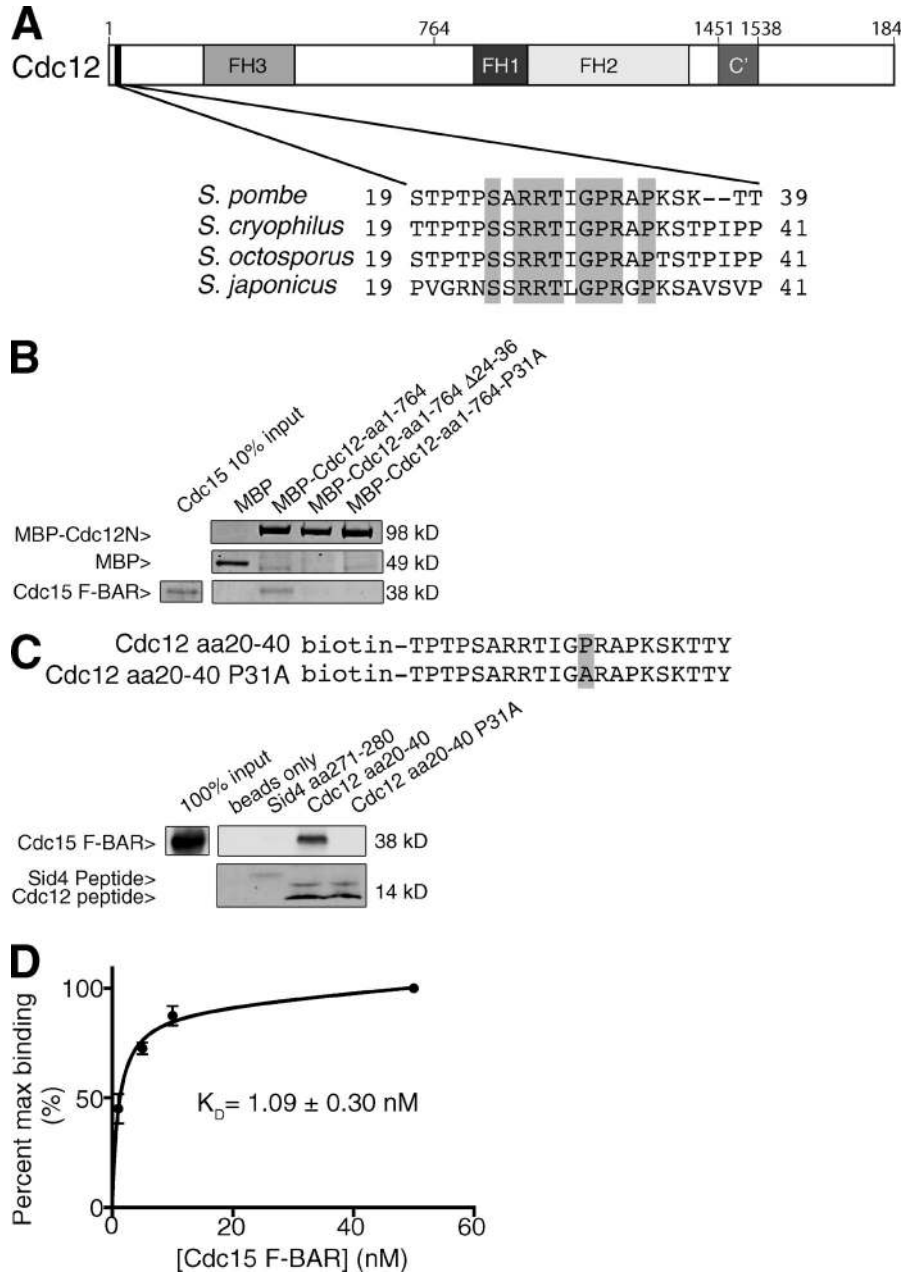 A
1 764 1451 1538 184
Cdc12 FH3 FH1 FH2 C'
S. pombe 19 STPTPSARRTIGPRAPKSK--TT 39
S. cryophilus 19 TTPTPSSRRTIGPRAPKSTPIPP 41
S. octosporus 19 STPTPSSRRTIGPRAPTSTPIPP 41
S. japonicus 19 PVGRNSSRRTLGPRGPKSAVSVP 41
B
Cdc15 10% input
MBP
MBP-Cdc12-aa1-764
MBP-Cdc12-aa1-764 Δ24-36
MBP-Cdc12-aa1-764-P31A
MBP-Cdc12N> 98 kD
MBP> 49 kD
Cdc15 F-BAR> 38 kD
C
Cdc12 aa20-40 biotin-TPTPSARRTIGPRAPKSKTTY
Cdc12 aa20-40 P31A biotin-TPTPSARRTIGARAPKSKTTY
100% input
beads only
Sid4 aa271-280
Cdc12 aa20-40
Cdc12 aa20-40 P31A
Cdc15 F-BAR> 38 kD
Sid4 Peptide>
Cdc12 peptide> 14 kD
D
Percent max binding
(%)
100
50
0
K_D= 1.09 ± 0.30 nM
0 20 40 60
[Cdc15 F-BAR] (nM)